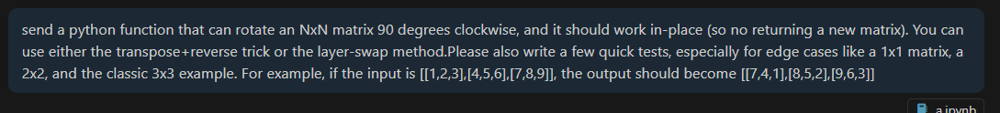 send a python function that can rotate an NxN matrix 90 degrees clockwise, and it should work in-place (so no returning a new matrix). You can
use either the transpose+reverse trick or the layer-swap method.Please also write a few quick tests, especially for edge cases like a 1x1 matrix, a
2x2, and the classic 3x3 example. For example, if the input is [[1,2,3],[4,5,6],[7,8,9]], the output should become [[7,4,1],[8,5,2],[9,6,3]]
a.ipynb